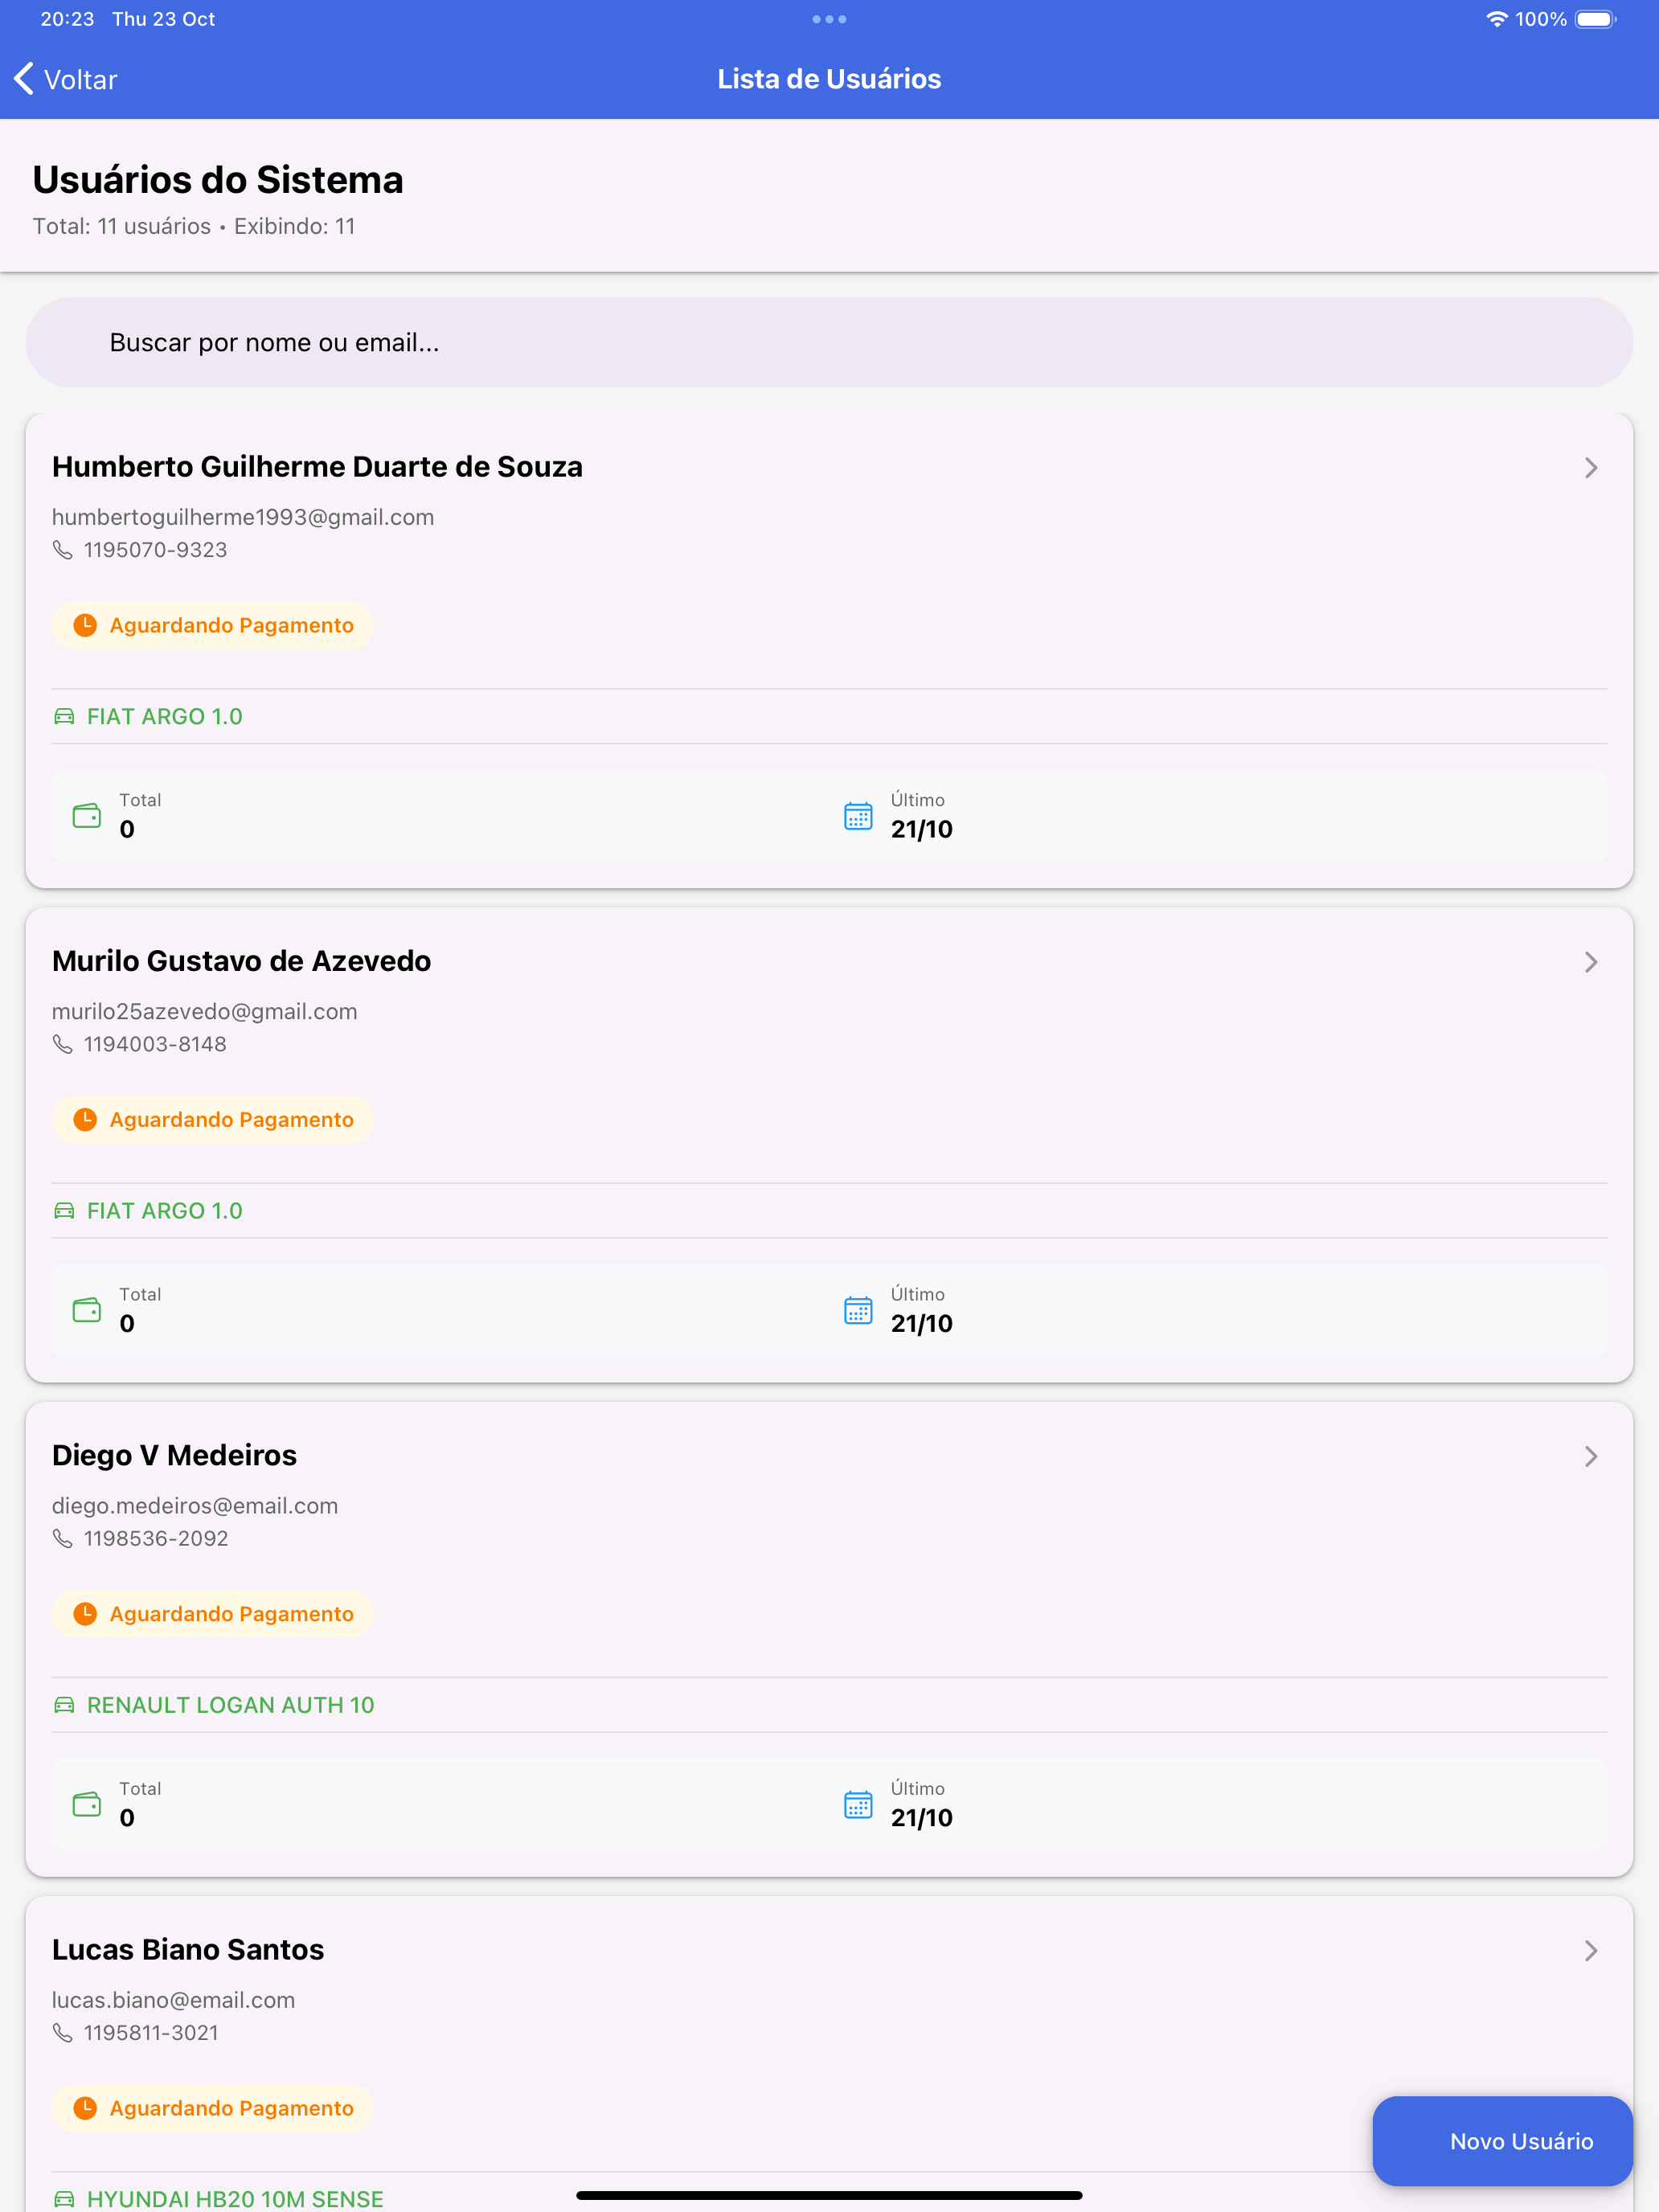 20:23 Thu 23 Oct
100%
Voltar
Lista de Usuários
Usuários do Sistema
Total: 11 usuários • Exibindo: 11
Buscar por nome ou email...
Humberto Guilherme Duarte de Souza
humbertoguilherme1993@gmail.com
1195070-9323
Aguardando Pagamento
FIAT ARGO 1.0
Total
0
Último
21/10
Murilo Gustavo de Azevedo
murilo25azevedo@gmail.com
1194003-8148
Aguardando Pagamento
FIAT ARGO 1.0
Total
0
Último
21/10
Diego V Medeiros
diego.medeiros@email.com
1198536-2092
Aguardando Pagamento
RENAULT LOGAN AUTH 10
Total
0
Último
21/10
Lucas Biano Santos
lucas.biano@email.com
1195811-3021
Aguardando Pagamento
Novo Usuário
HYUNDAI HB20 10M SENSE